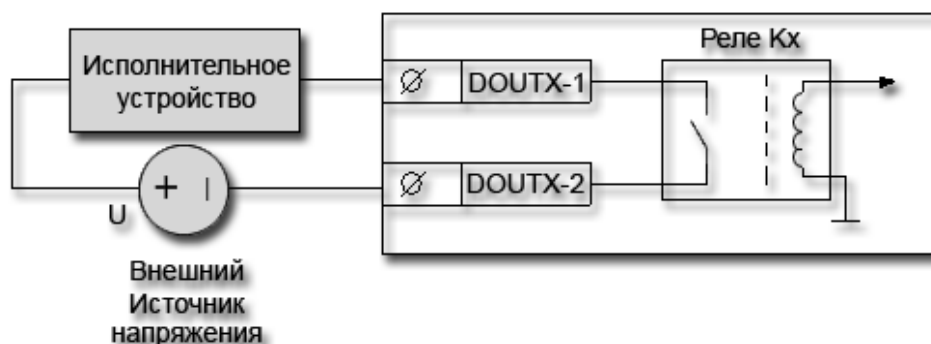 Реле Kx
Исполнительное
устройство
DOUTX-1
DOUTX-2
+ –
U
Внешний
Источник
напряжения